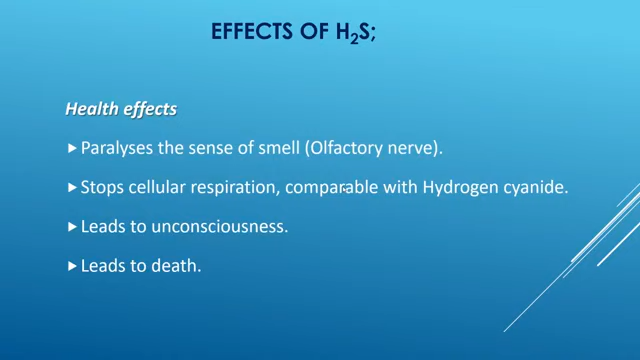 EFFECTS OF H₂S;
Health effects
Paralyses the sense of smell (Olfactory nerve).
Stops cellular respiration, comparable with Hydrogen cyanide.
Leads to unconsciousness.
Leads to death.